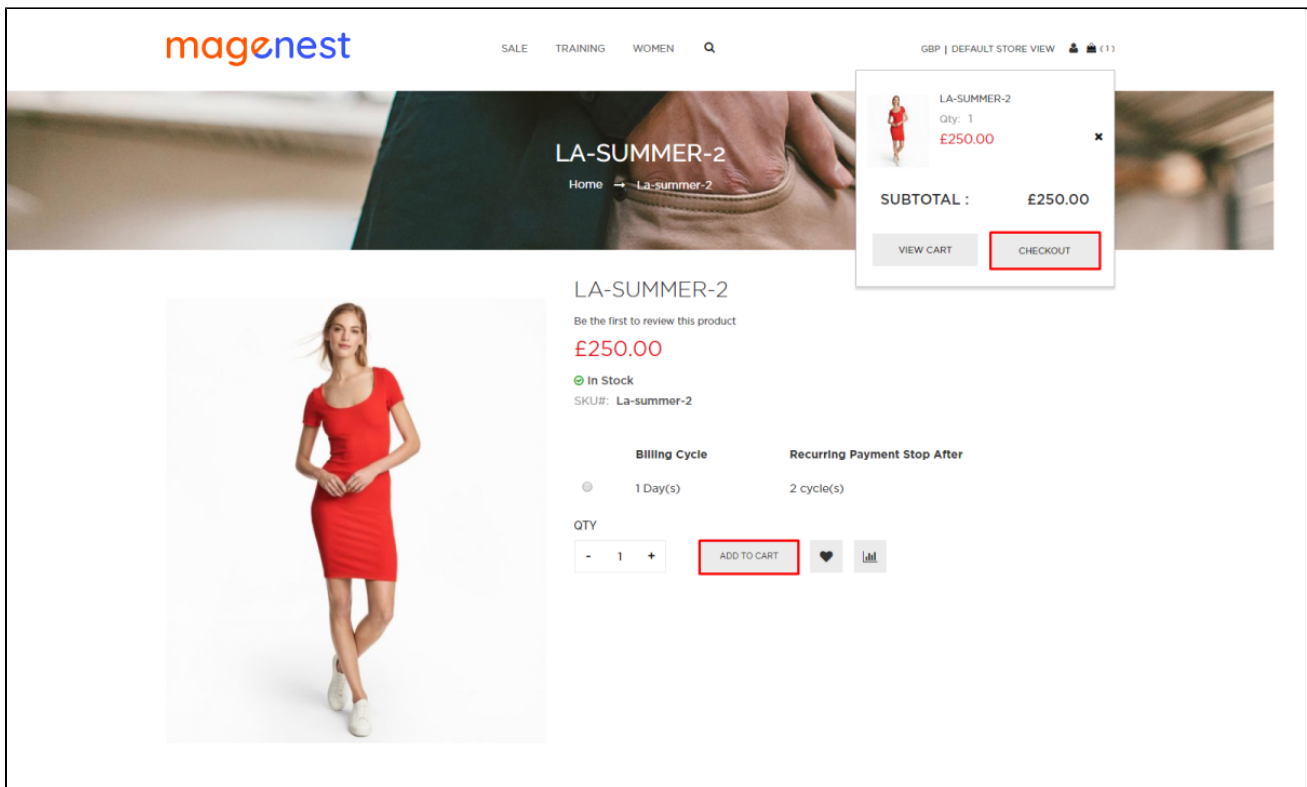 magenest
SALE TRAINING WOMEN
GBP | DEFAULT STORE VIEW (1)
LA-SUMMER-2
Qty: 1
£250.00
SUBTOTAL : £250.00
VIEW CART CHECKOUT
LA-SUMMER-2
Home → La-summer-2
LA-SUMMER-2
Be the first to review this product
£250.00
In Stock
SKU#: La-summer-2
Billing Cycle Recurring Payment Stop After
1 Day(s) 2 cycle(s)
QTY
- 1 + ADD TO CART